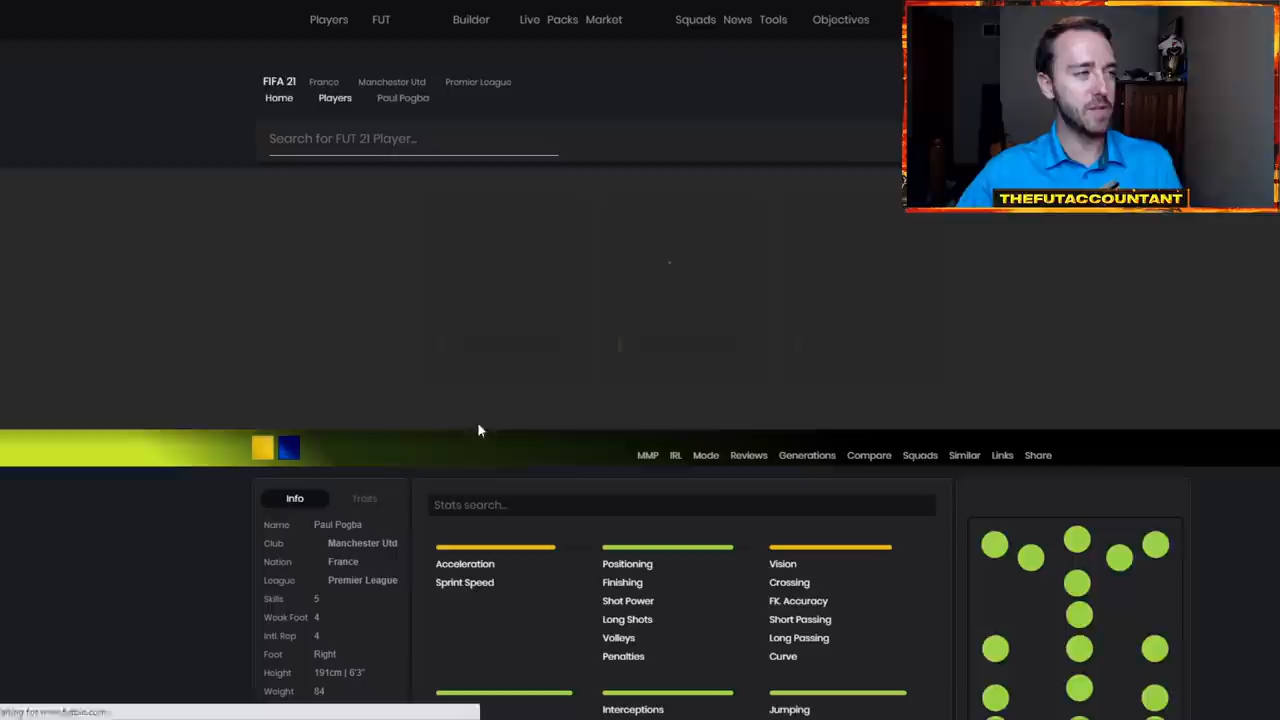 Players FUT Builder Live Packs Market Squads News Tools Objectives
FIFA 21 France Manchester Utd Premier League
Home Players Paul Pogba
Search for FUT 21 Player...
THEFUTACCOUNTANT
MMP IRL Mode Reviews Generations Compare Squads Similar Links Share
Info Traits
Stats search...
Name Paul Pogba
Club Manchester Utd
Nation France
League Premier League
Skills 5
Weak Foot 4
Intl. Rep 4
Foot Right
Height 191cm | 6'3"
Weight 84
Acceleration
Sprint Speed
Positioning
Finishing
Shot Power
Long Shots
Volleys
Penalties
Vision
Crossing
FK. Accuracy
Short Passing
Long Passing
Curve
Interceptions
Jumping